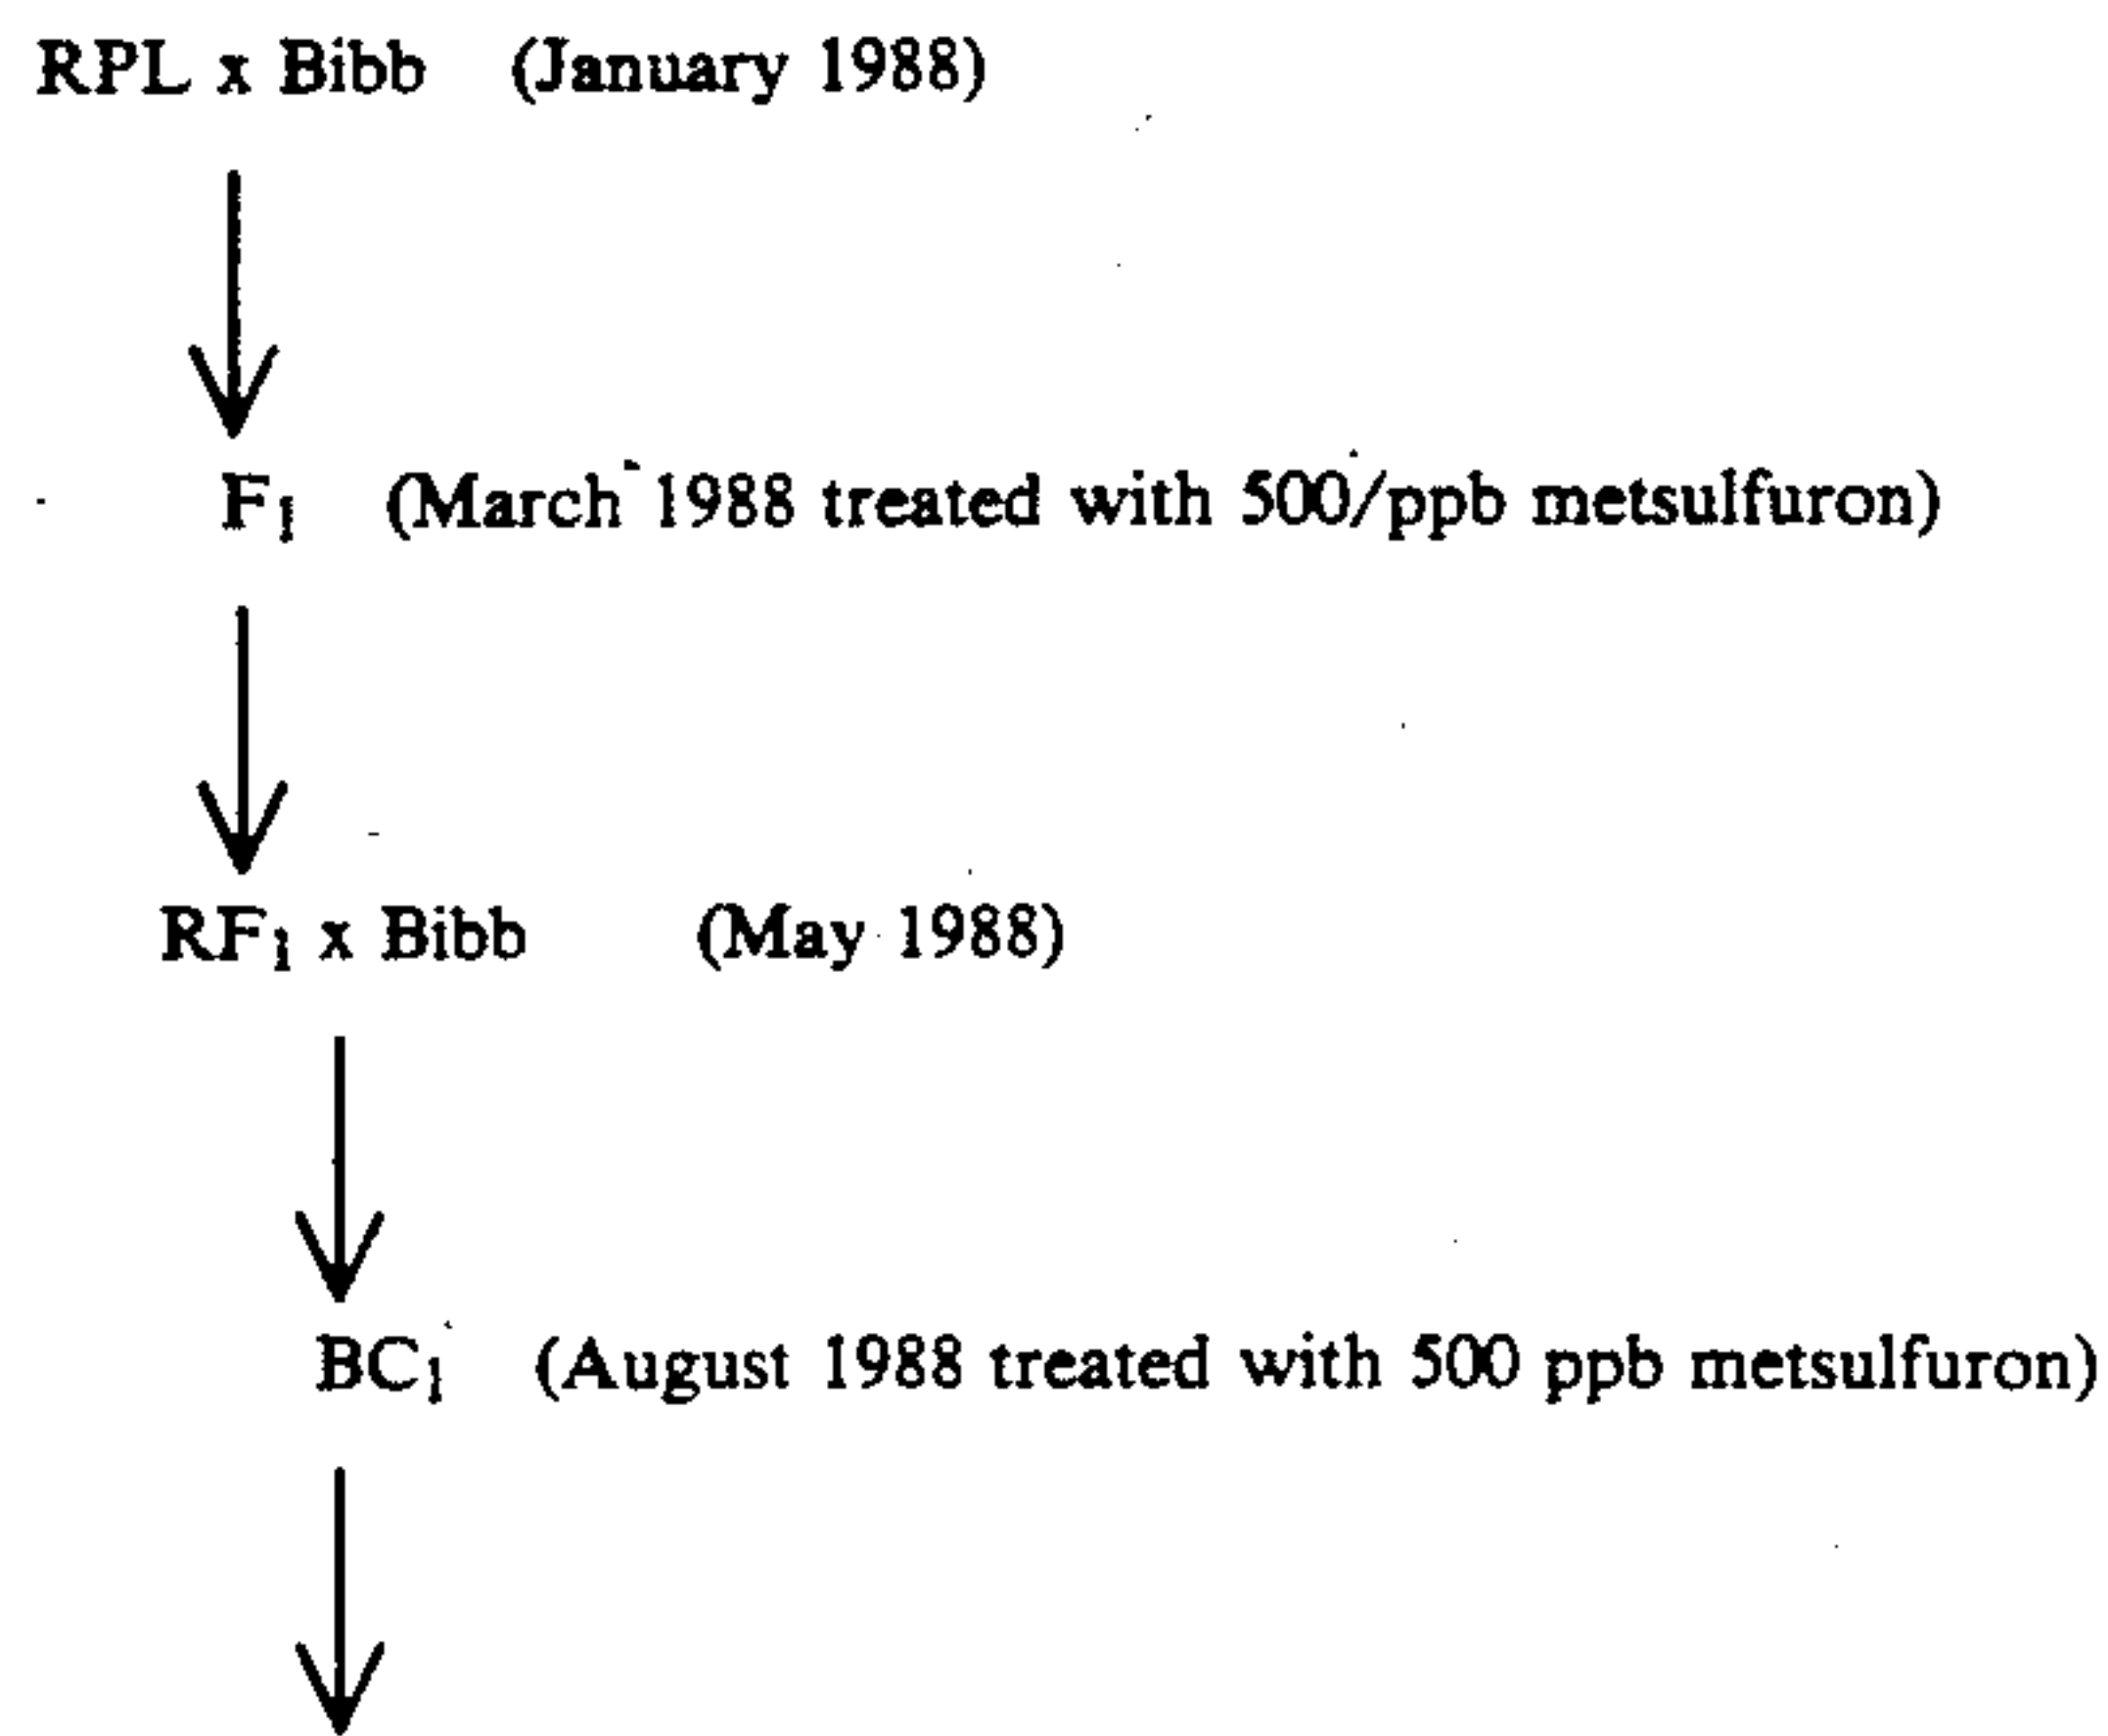 RPL x Bibb (January 1988)
F₁ (March 1988 treated with 500/ppb metsulfuron)
RF₁ x Bibb (May 1988)
BC₁ (August 1988 treated with 500 ppb metsulfuron)